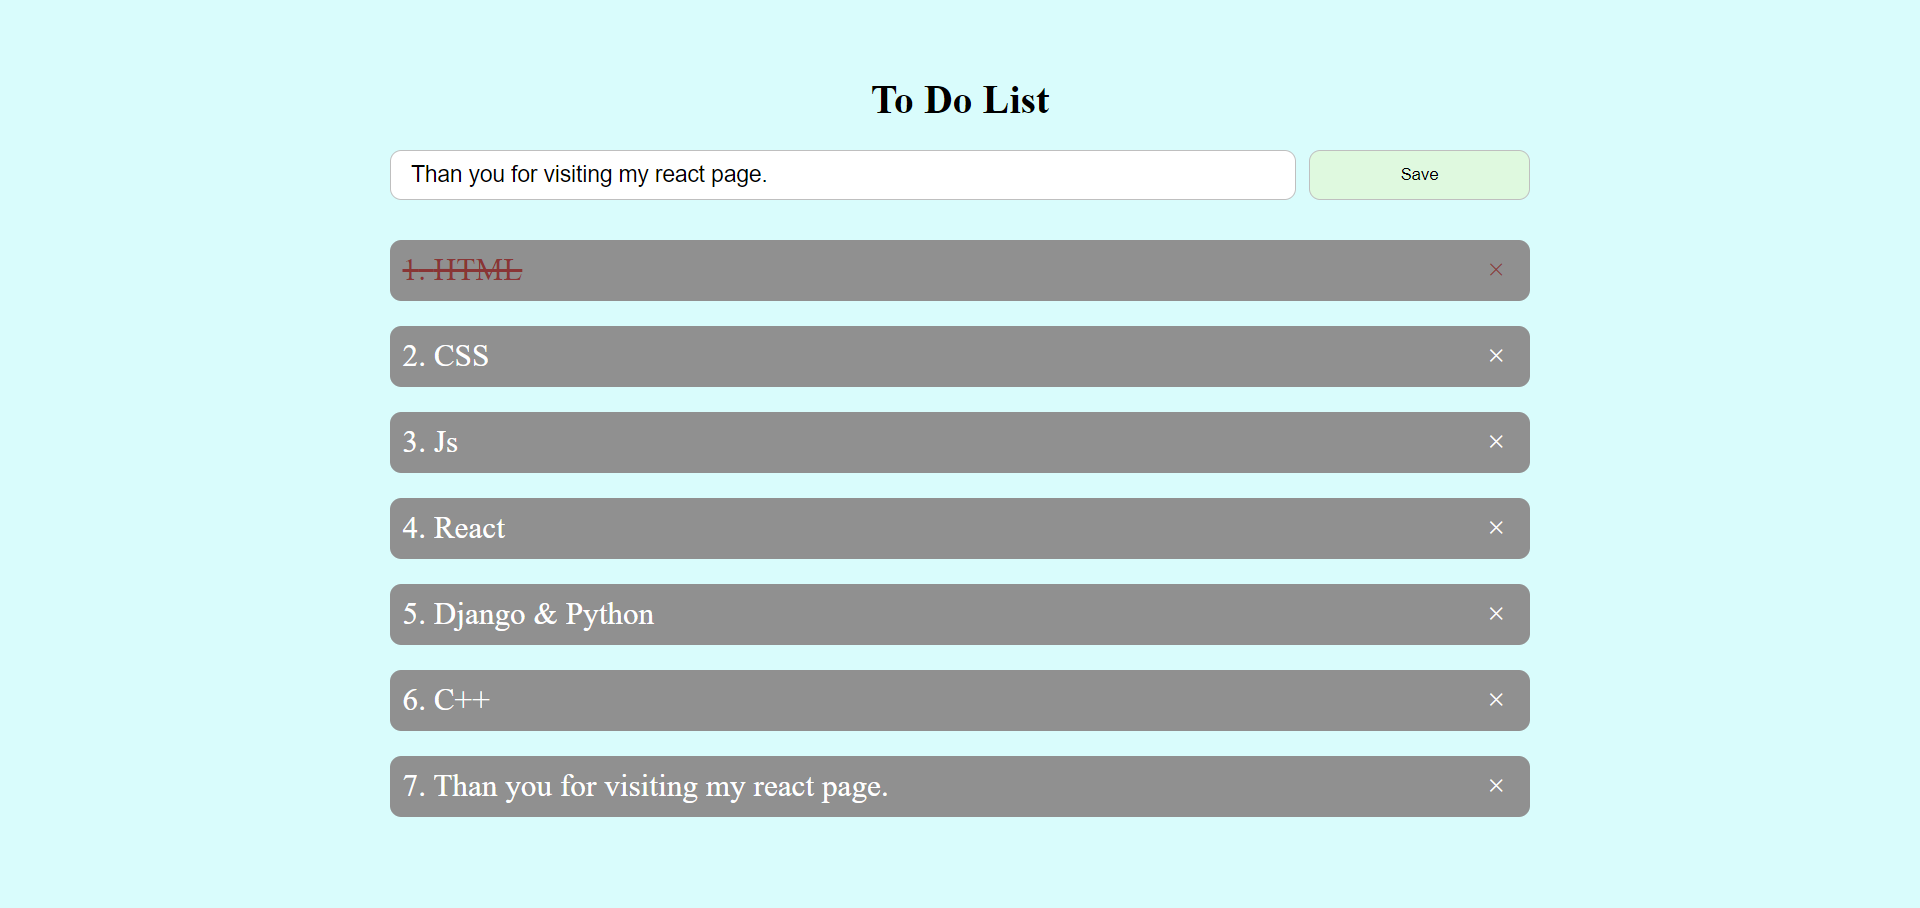 To Do List
Than you for visiting my react page.
Save
1. HTML ×
2. CSS ×
3. Js ×
4. React ×
5. Django & Python ×
6. C++ ×
7. Than you for visiting my react page. ×